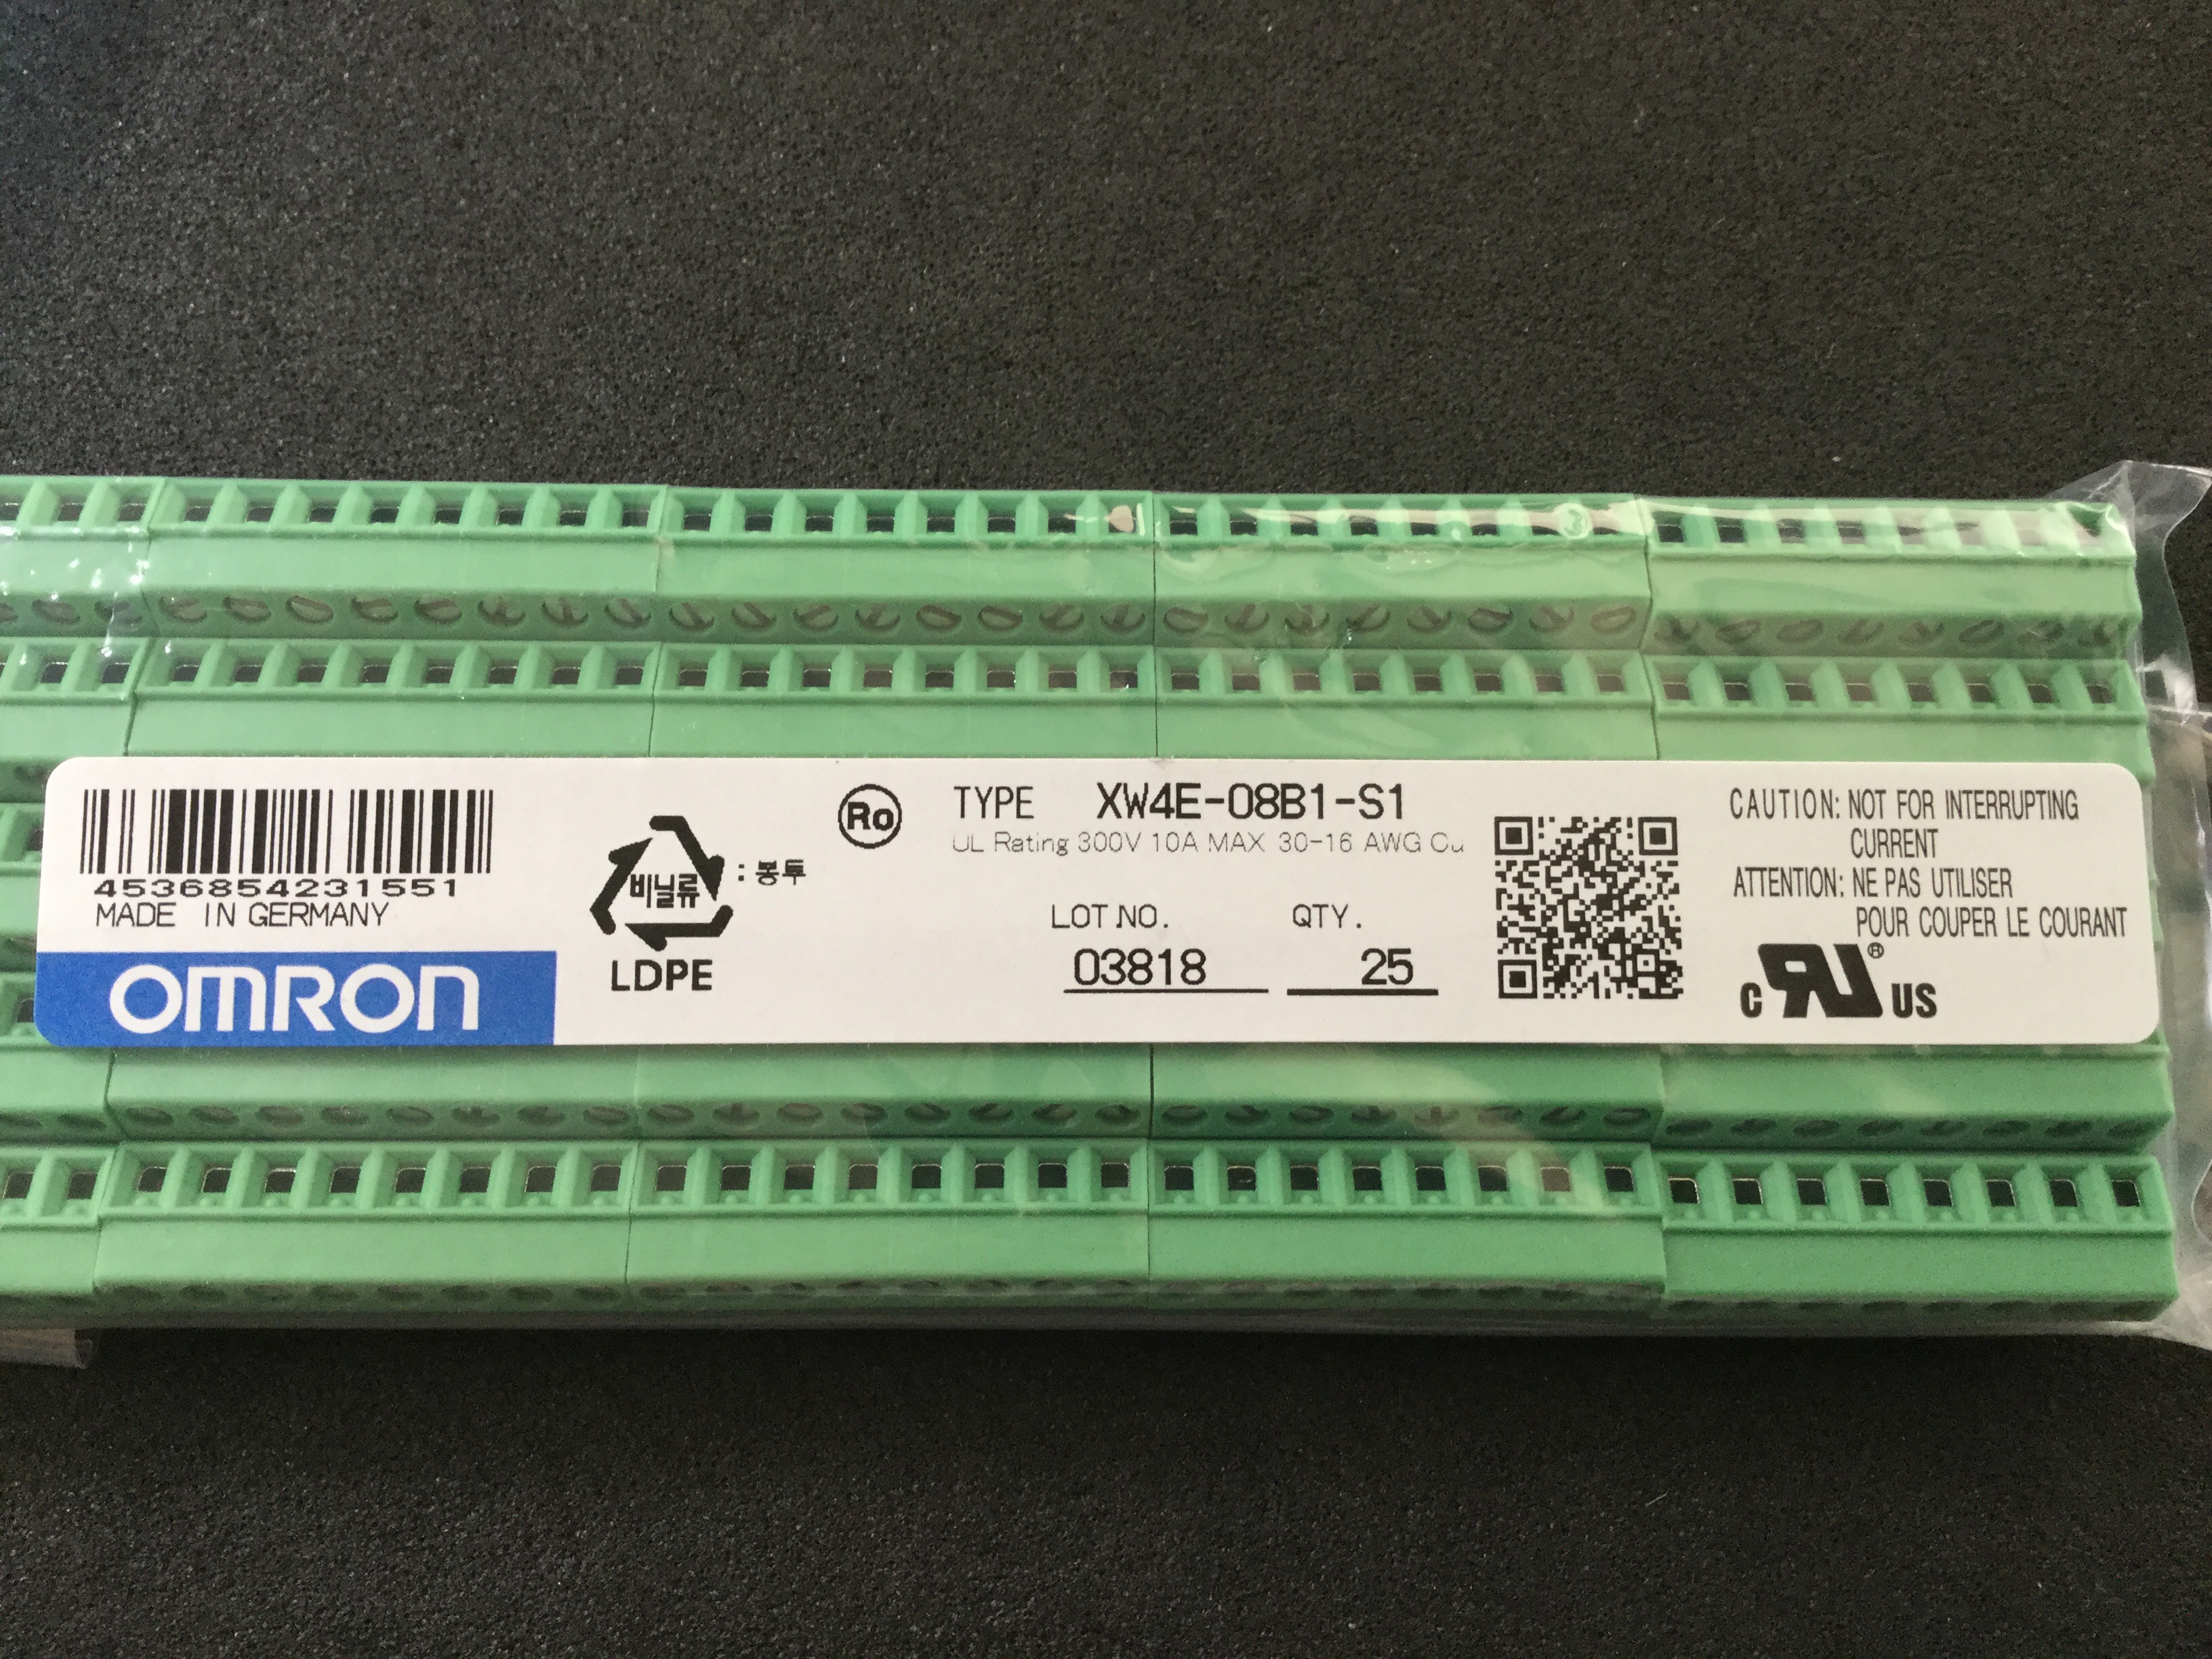 4536854231551
MADE IN GERMANY
OMRON
비닐류
: 봉투
LDPE
Ro
TYPE XW4E-08B1-S1
UL Rating 300V 10A MAX 30-16 AWG Cu
LOT NO. QTY.
03818 25
CAUTION: NOT FOR INTERRUPTING
CURRENT
ATTENTION: NE PAS UTILISER
POUR COUPER LE COURANT
C RU ® US